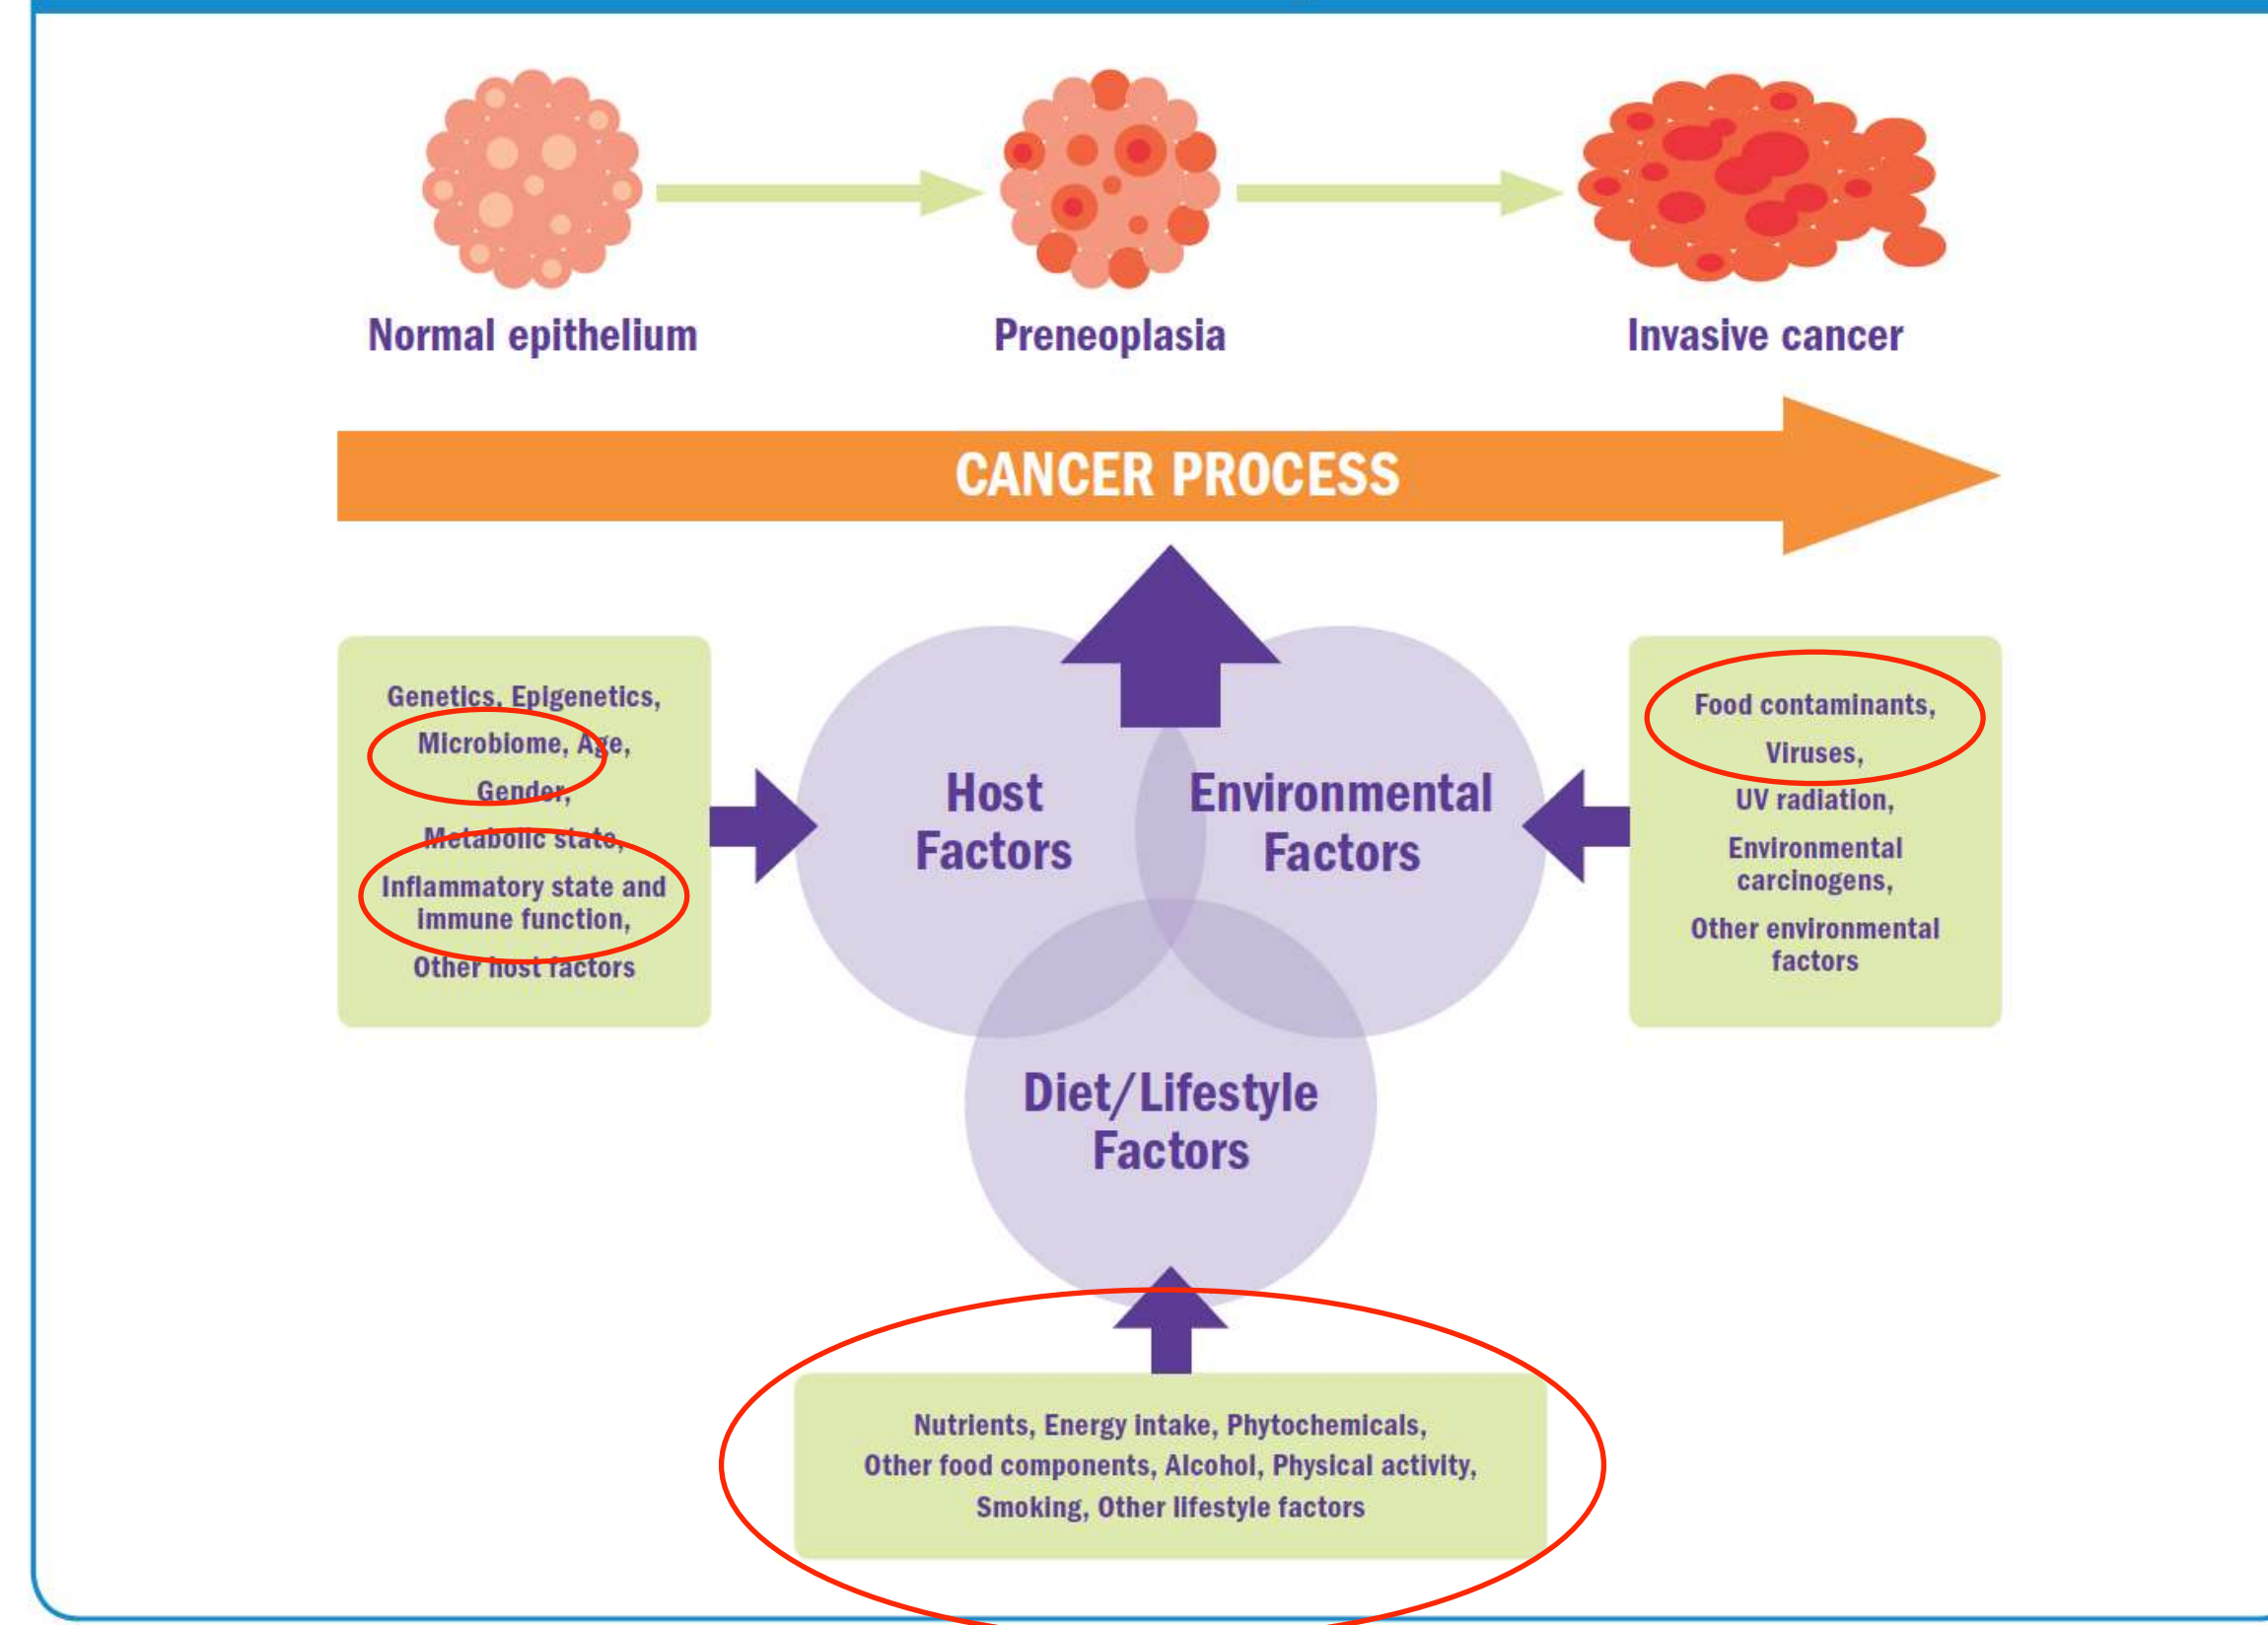 Normal epithelium
Preneoplasia
Invasive cancer
CANCER PROCESS
Genetics, Epigenetics,
Microbiome, Age,
Gender,
Metabolic state,
Inflammatory state and
immune function,
Other host factors
Host
Factors
Environmental
Factors
Food contaminants,
Viruses,
UV radiation,
Environmental
carcinogens,
Other environmental
factors
Diet/Lifestyle
Factors
Nutrients, Energy intake, Phytochemicals,
Other food components, Alcohol, Physical activity,
Smoking, Other lifestyle factors